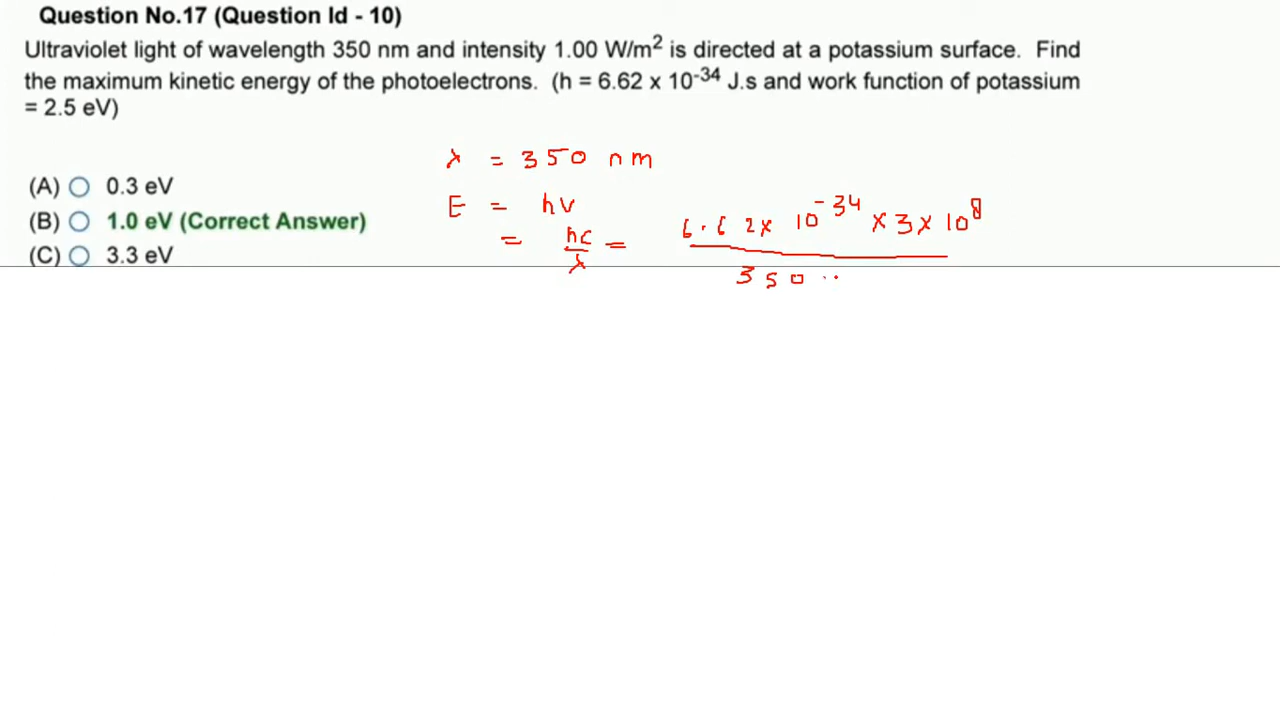 Question No.17 (Question Id - 10)
Ultraviolet light of wavelength 350 nm and intensity 1.00 W/m² is directed at a potassium surface. Find
the maximum kinetic energy of the photoelectrons. (h = 6.62 x 10⁻³⁴ J.s and work function of potassium
= 2.5 eV)
λ = 350 nm
(A) 0.3 eV
E = hν
(B) 1.0 eV (Correct Answer)
= hc/λ = 6.62 x 10⁻³⁴ x 3 x 10⁸
(C) 3.3 eV
350 ..